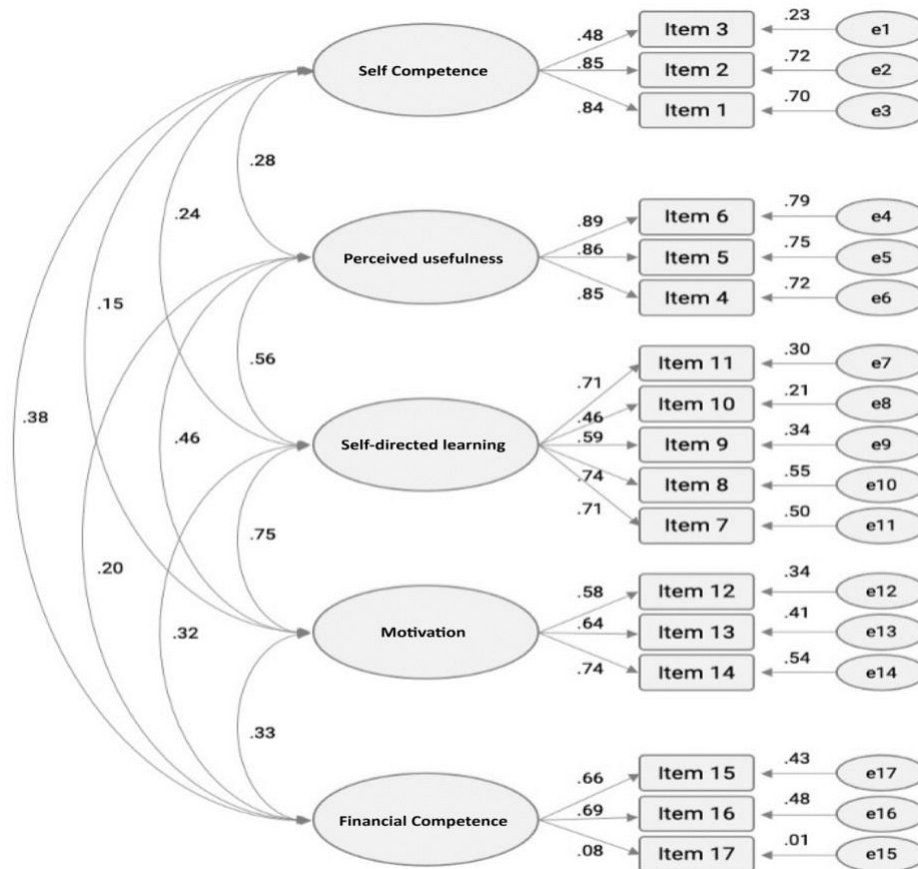 .48 Item 3 .23 e1
Self Competence .85 Item 2 .72 e2
.84 Item 1 .70 e3
.28
.24
.89 Item 6 .79 e4
Perceived usefulness .86 Item 5 .75 e5
.85 Item 4 .72 e6
.15
.56
.71 Item 11 .30 e7
.46 Item 10 .21 e8
.38
.46
Self-directed learning .59 Item 9 .34 e9
.74 Item 8 .55 e10
.71 Item 7 .50 e11
.75
.20
.58 Item 12 .34 e12
.32
Motivation .64 Item 13 .41 e13
.74 Item 14 .54 e14
.33
.66 Item 15 .43 e17
Financial Competence .69 Item 16 .48 e16
.08 Item 17 .01 e15